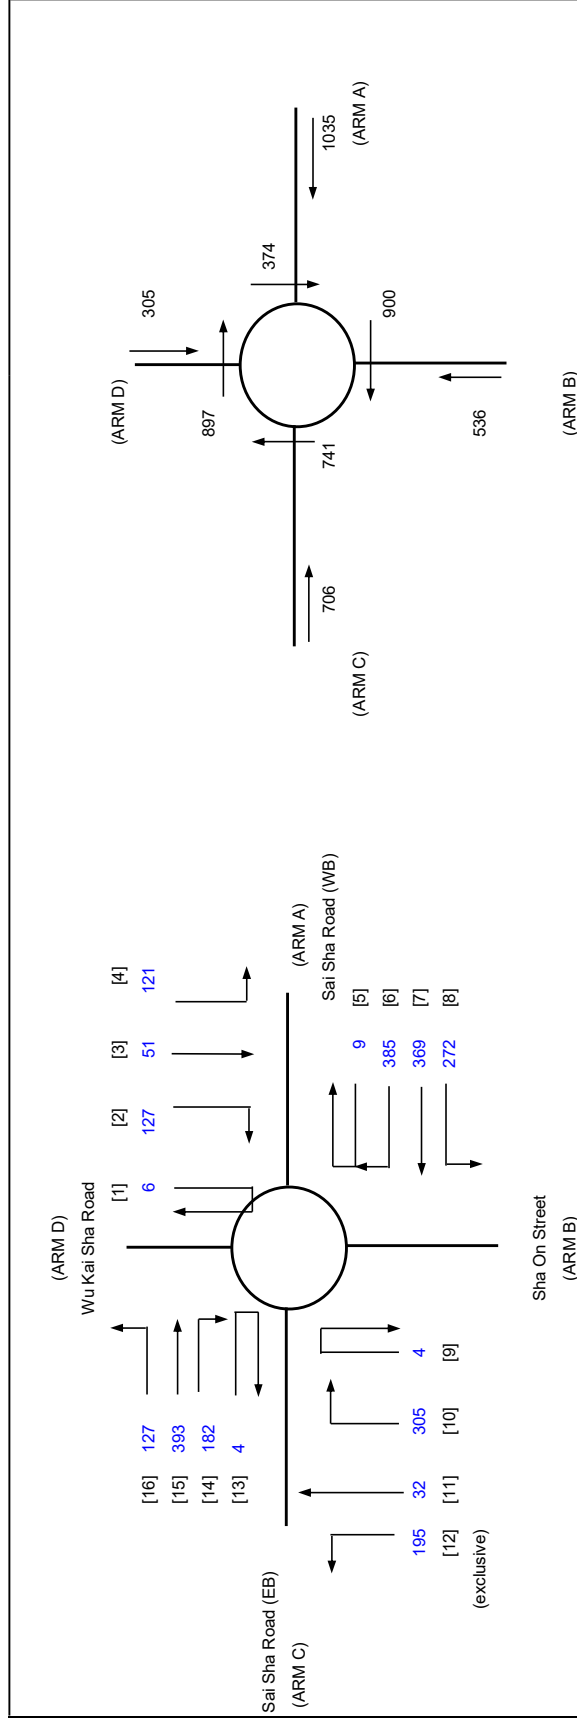 (ARM D)
Wu Kai Sha Road
[1] [2] [3] [4]
6 127 51 121
[16] 127
[15] 393
[14] 182
[13] 4
Sai Sha Road (EB)
(ARM C)
(ARM A)
Sai Sha Road (WB)
9 [5]
385 [6]
369 [7]
272 [8]
195 32 305 4
[12] [11] [10] [9]
(exclusive)
Sha On Street
(ARM B)
(ARM D)
305
897
374
1035
(ARM A)
706
(ARM C)
741
900
536
(ARM B)